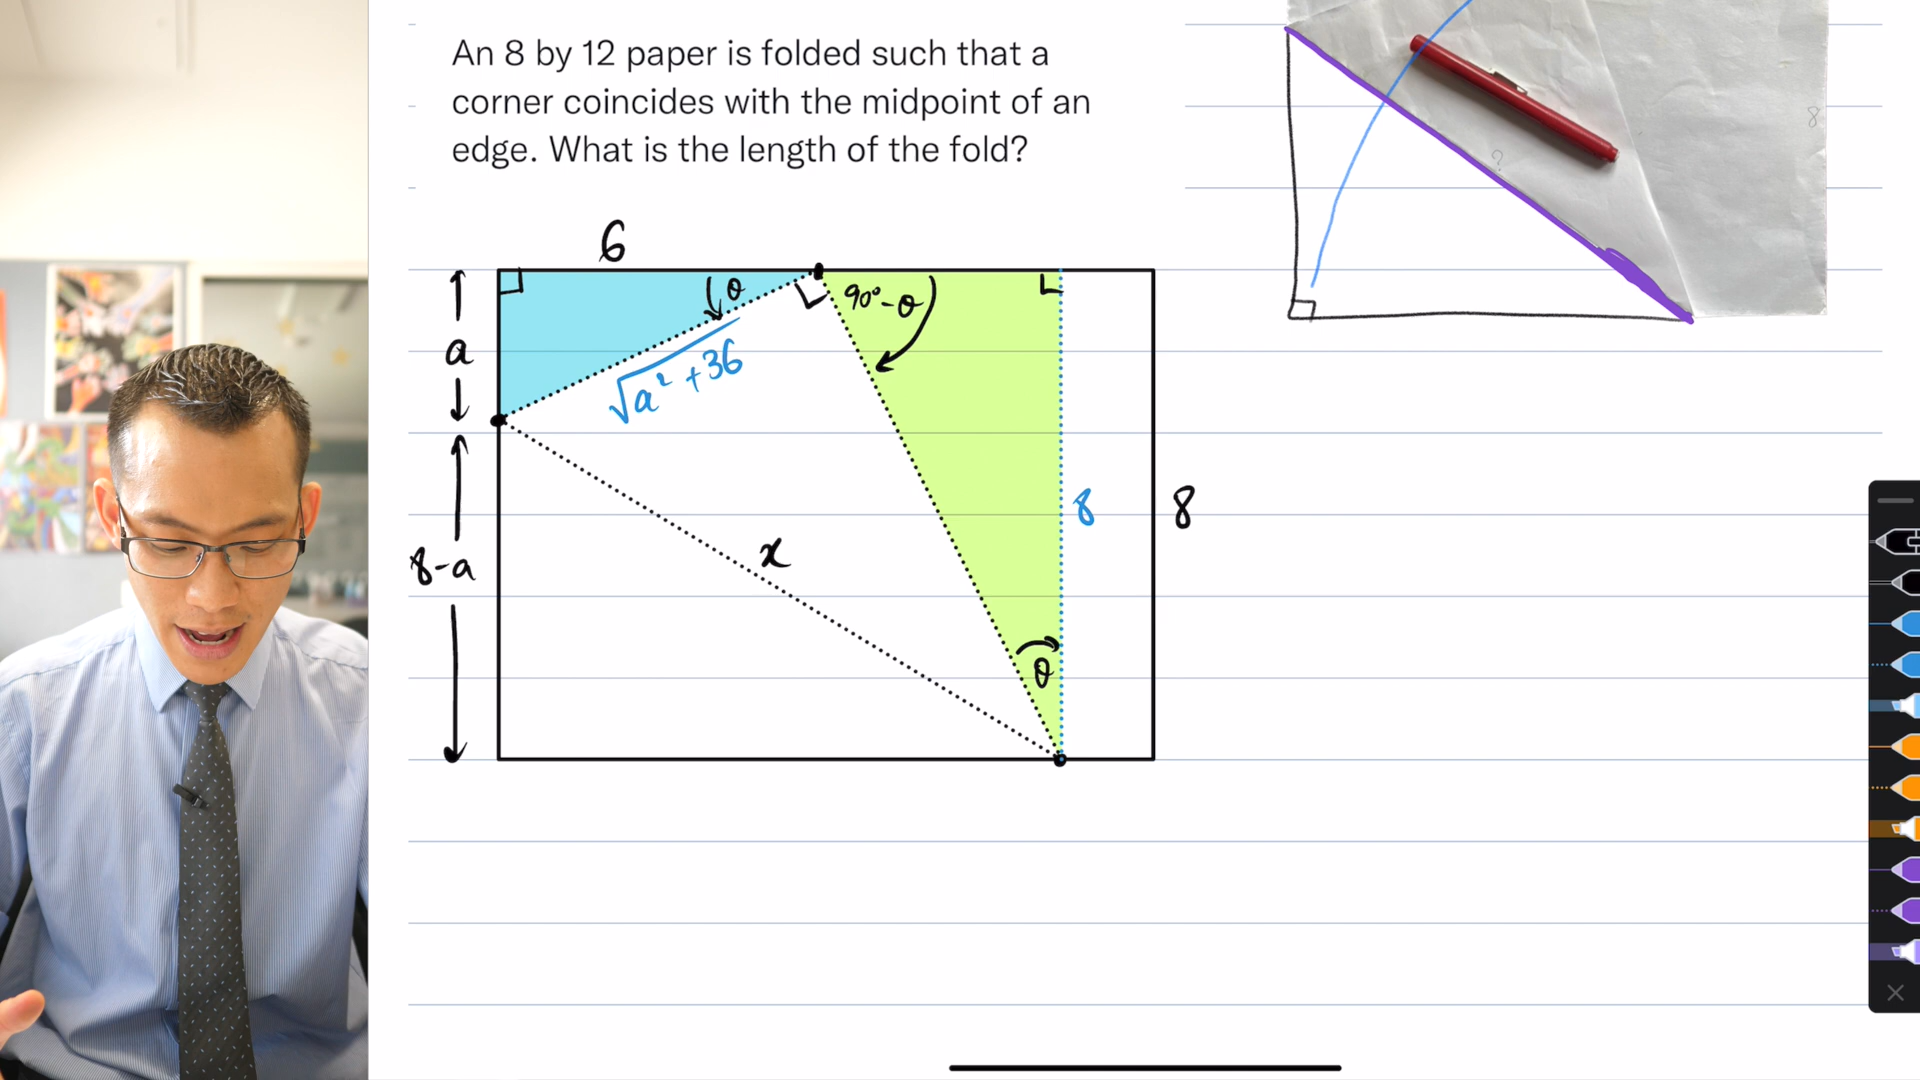 An 8 by 12 paper is folded such that a
corner coincides with the midpoint of an
edge. What is the length of the fold?
8
?
6
θ
90°-θ
a
√a²+36
8
8
x
8-a
θ